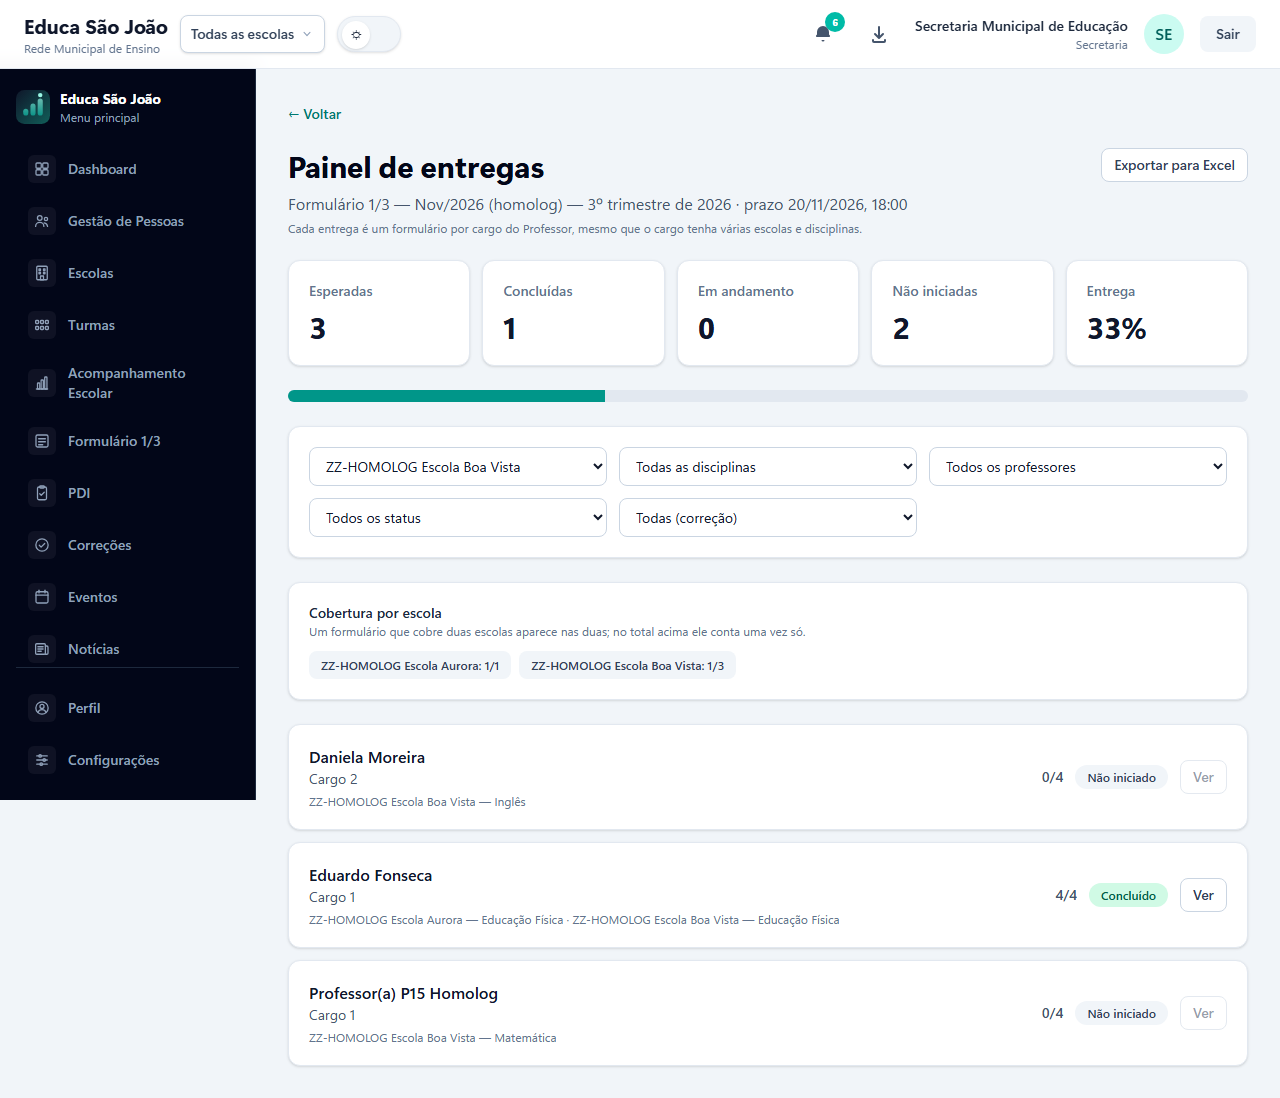 Educa São João
Rede Municipal de Ensino
Todas as escolas
6
Secretaria Municipal de Educação
Secretaria
SE
Sair
Educa São João
Menu principal
Dashboard
Gestão de Pessoas
Escolas
Turmas
Acompanhamento
Escolar
Formulário 1/3
PDI
Correções
Eventos
Notícias
Perfil
Configurações
← Voltar
Painel de entregas
Exportar para Excel
Formulário 1/3 — Nov/2026 (homolog) — 3º trimestre de 2026 · prazo 20/11/2026, 18:00
Cada entrega é um formulário por cargo do Professor, mesmo que o cargo tenha várias escolas e disciplinas.
Esperadas
3
Concluídas
1
Em andamento
0
Não iniciadas
2
Entrega
33%
ZZ-HOMOLOG Escola Boa Vista
Todas as disciplinas
Todos os professores
Todos os status
Todas (correção)
Cobertura por escola
Um formulário que cobre duas escolas aparece nas duas; no total acima ele conta uma vez só.
ZZ-HOMOLOG Escola Aurora: 1/1
ZZ-HOMOLOG Escola Boa Vista: 1/3
Daniela Moreira
Cargo 2
ZZ-HOMOLOG Escola Boa Vista — Inglês
0/4
Não iniciado
Ver
Eduardo Fonseca
Cargo 1
ZZ-HOMOLOG Escola Aurora — Educação Física · ZZ-HOMOLOG Escola Boa Vista — Educação Física
4/4
Concluído
Ver
Professor(a) P15 Homolog
Cargo 1
ZZ-HOMOLOG Escola Boa Vista — Matemática
0/4
Não iniciado
Ver